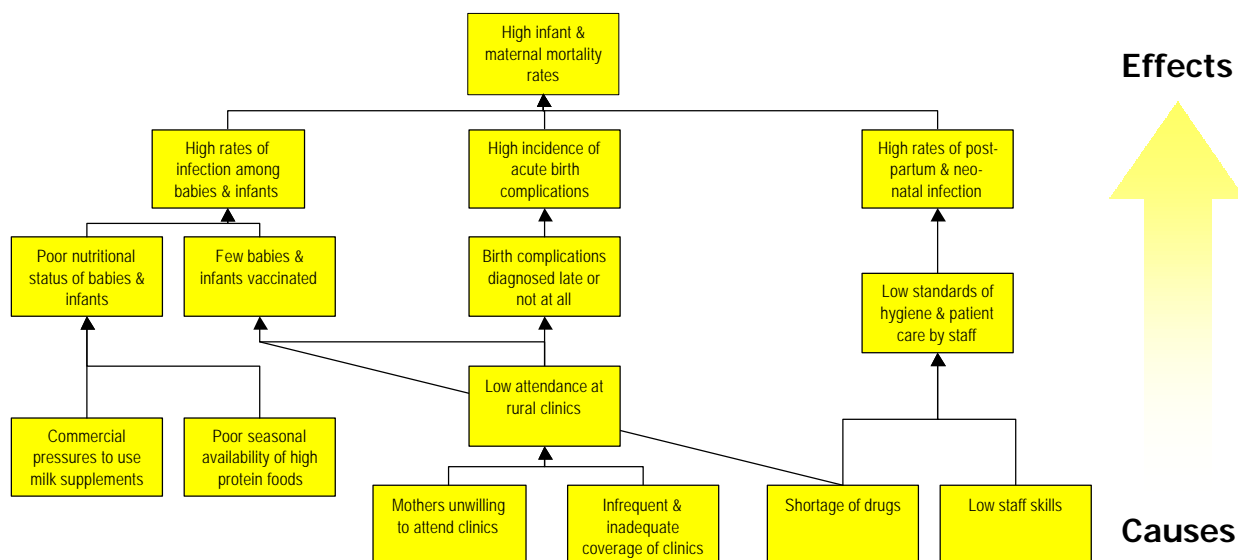 High infant &
maternal mortality
rates
Effects
High rates of
infection among
babies & infants
High incidence of
acute birth
complications
High rates of post-
partum & neo-
natal infection
Poor nutritional
status of babies &
infants
Few babies &
infants vaccinated
Birth complications
diagnosed late or
not at all
Low standards of
hygiene & patient
care by staff
Low attendance at
rural clinics
Commercial
pressures to use
milk supplements
Poor seasonal
availability of high
protein foods
Mothers unwilling
to attend clinics
Infrequent &
inadequate
coverage of clinics
Shortage of drugs
Low staff skills
Causes